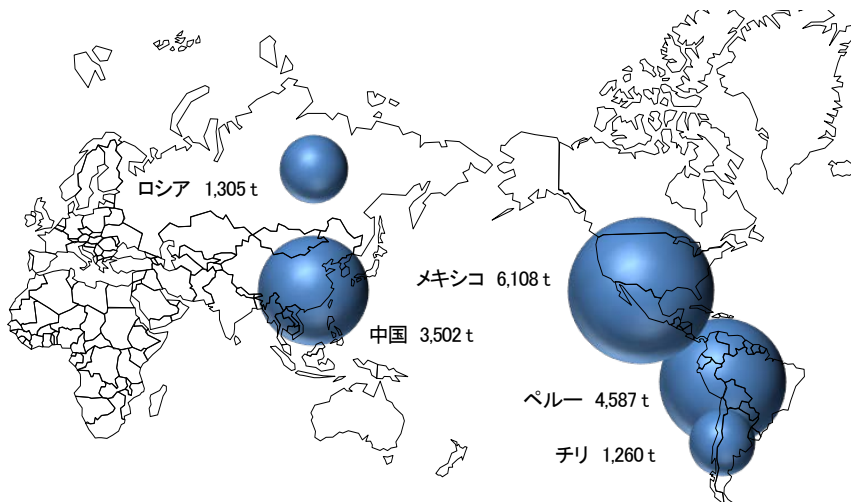 ロシア 1,305 t
メキシコ 6,108 t
中国 3,502 t
ペルー 4,587 t
チリ 1,260 t